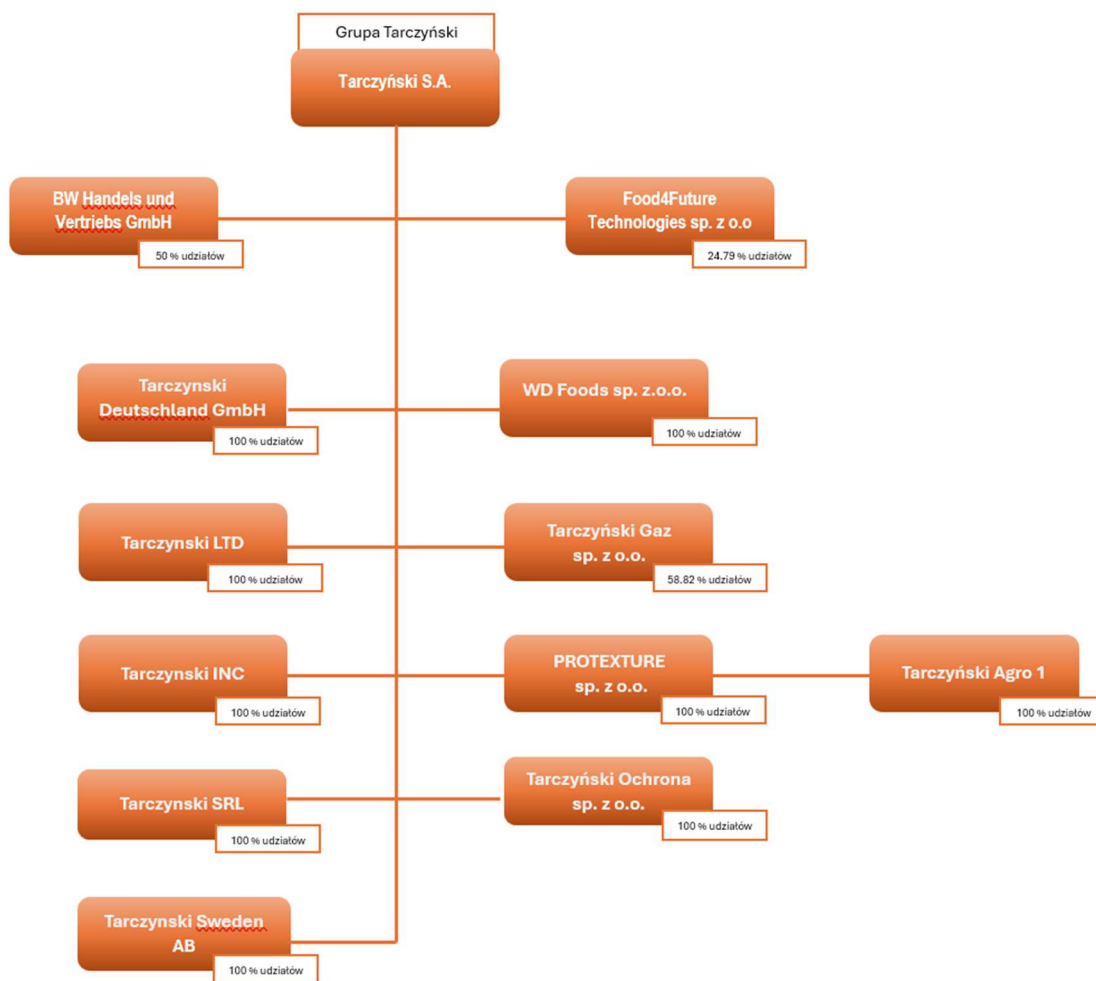 Grupa Tarczyński
Tarczyński S.A.
BW Handels und
Vertriebs GmbH
50 % udziałów
Food4Future
Technologies sp. z o.o
24.79 % udziałów
Tarczynski
Deutschland GmbH
100 % udziałów
WD Foods sp. z.o.o.
100 % udziałów
Tarczynski LTD
100 % udziałów
Tarczyński Gaz
sp. z o.o.
58.82 % udziałów
Tarczynski INC
100 % udziałów
PROTEXTURE
sp. z o.o.
100 % udziałów
Tarczyński Agro 1
100 % udziałów
Tarczynski SRL
100 % udziałów
Tarczyński Ochrona
sp. z o.o.
100 % udziałów
Tarczynski Sweden
AB
100 % udziałów